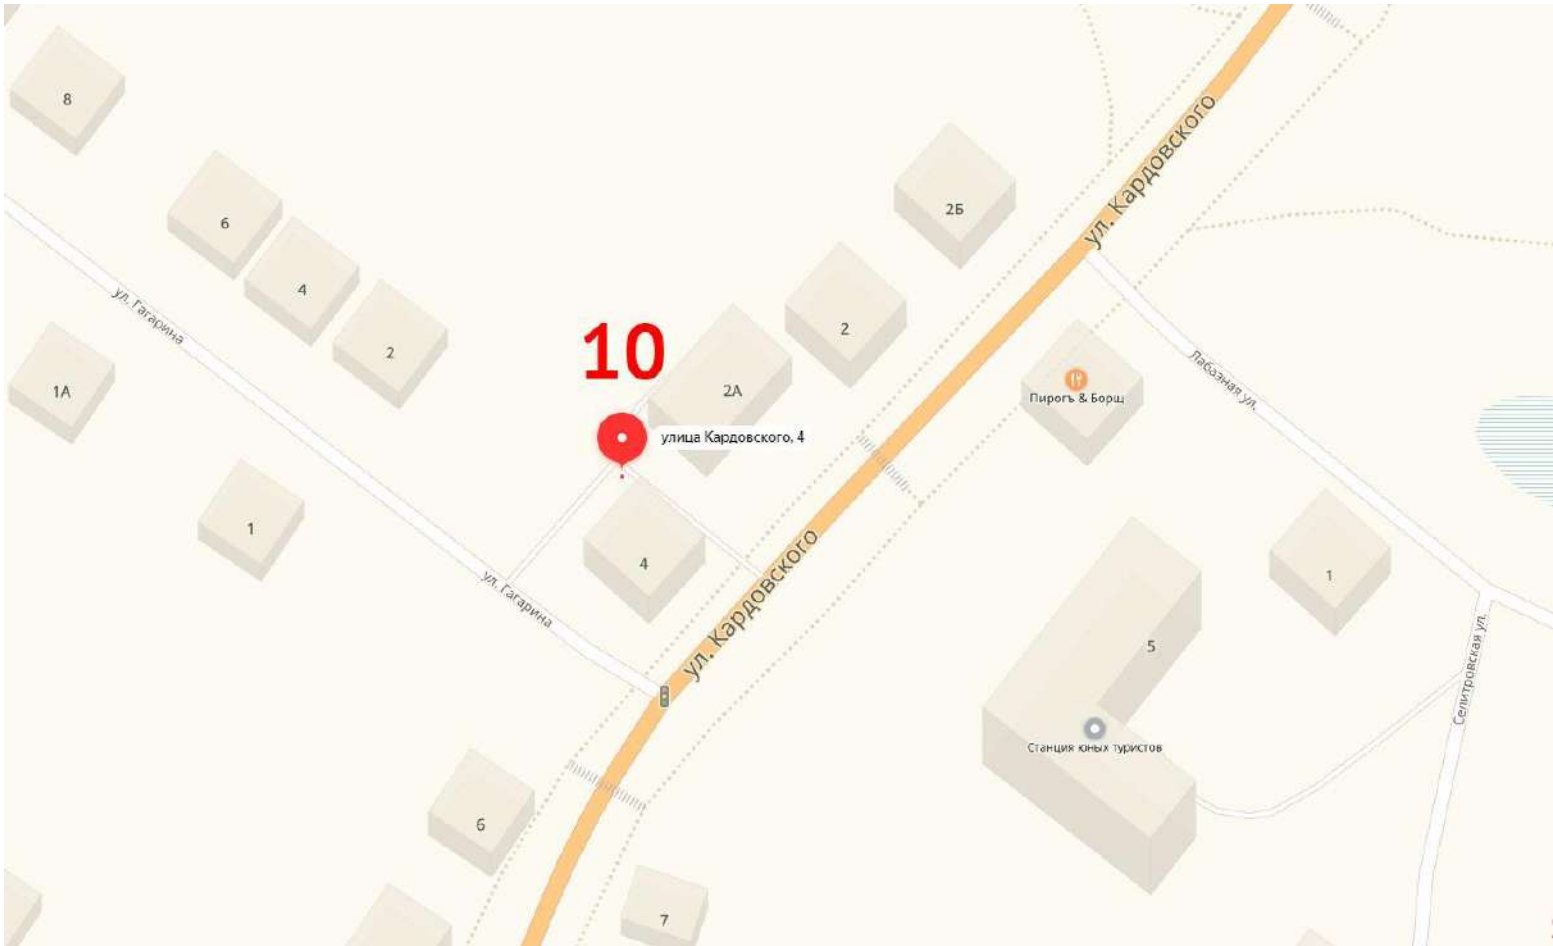 8
6
4
2
ул. Гагарина
1А
1
10
улица Кардовского, 4
2А
2
2Б
ул. Кардовского
Пирогъ & Борщ
Лабазная ул.
4
ул. Гагарина
ул. Кардовского
1
5
Станция юных туристов
Селитровская ул.
6
7